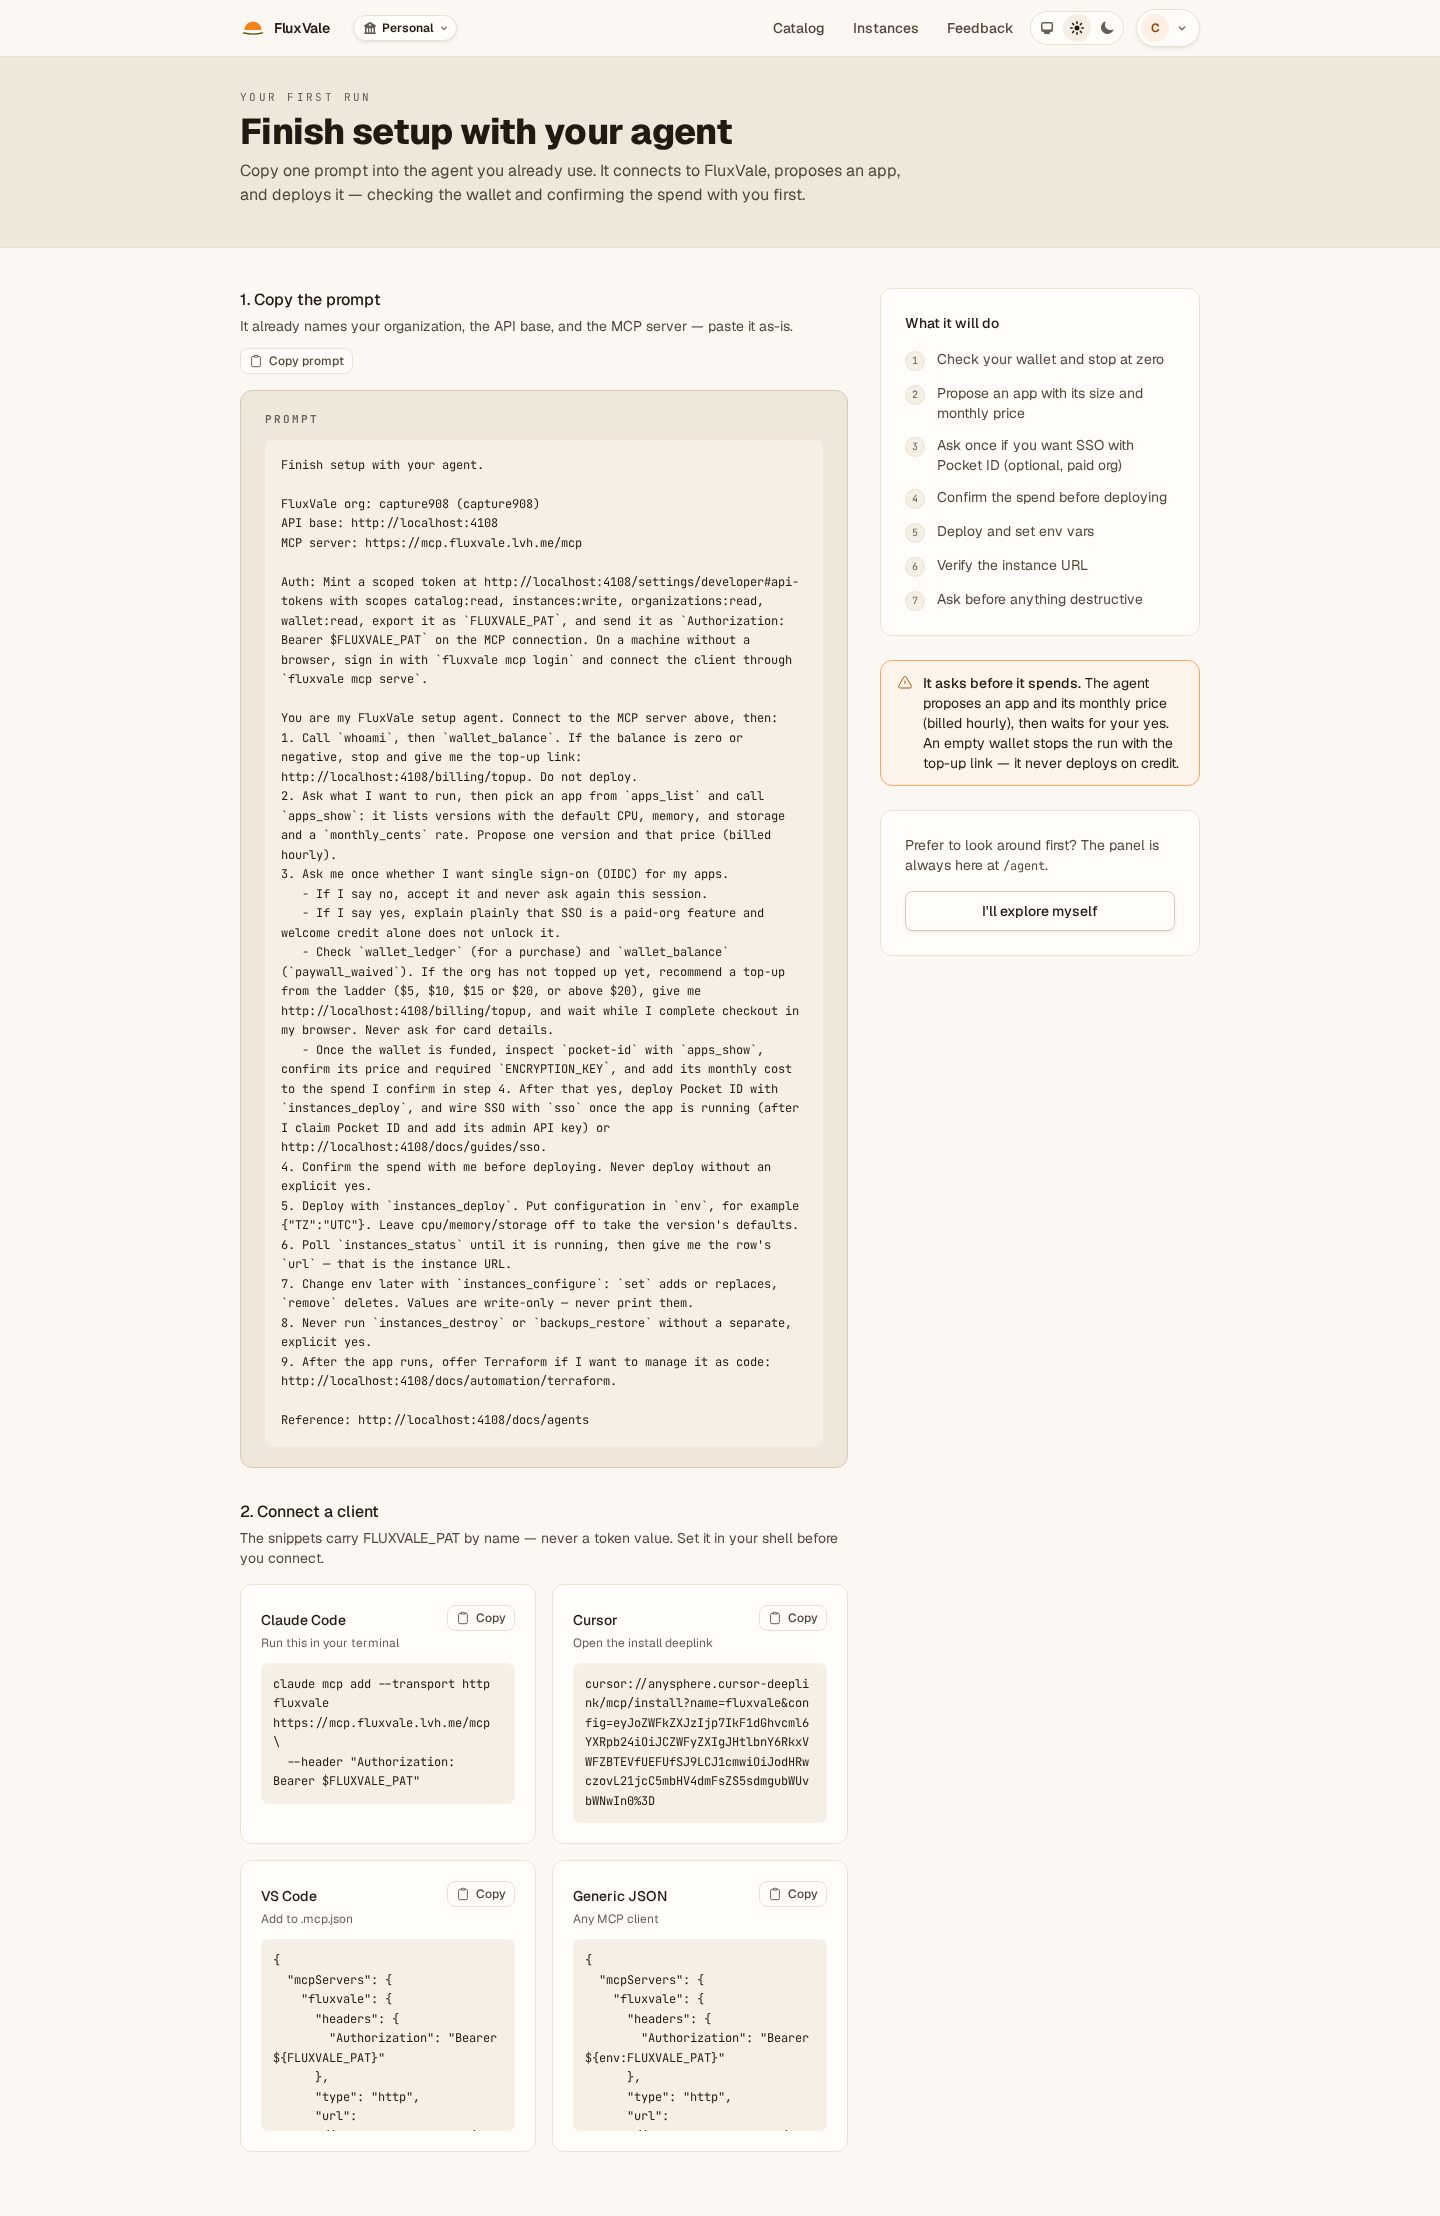 FluxVale
Personal
Catalog
Instances
Feedback
C
YOUR FIRST RUN
Finish setup with your agent
Copy one prompt into the agent you already use. It connects to FluxVale, proposes an app,
and deploys it — checking the wallet and confirming the spend with you first.
1. Copy the prompt
It already names your organization, the API base, and the MCP server — paste it as-is.
Copy prompt
PROMPT
Finish setup with your agent.
FluxVale org: capture908 (capture908)
API base: http://localhost:4108
MCP server: https://mcp.fluxvale.lvh.me/mcp
Auth: Mint a scoped token at http://localhost:4108/settings/developer#api-
tokens with scopes catalog:read, instances:write, organizations:read,
wallet:read, export it as `FLUXVALE_PAT`, and send it as `Authorization:
Bearer $FLUXVALE_PAT` on the MCP connection. On a machine without a
browser, sign in with `fluxvale mcp login` and connect the client through
`fluxvale mcp serve`.
You are my FluxVale setup agent. Connect to the MCP server above, then:
1. Call `whoami`, then `wallet_balance`. If the balance is zero or
negative, stop and give me the top-up link:
http://localhost:4108/billing/topup. Do not deploy.
2. Ask what I want to run, then pick an app from `apps_list` and call
`apps_show`: it lists versions with the default CPU, memory, and storage
and a `monthly_cents` rate. Propose one version and that price (billed
hourly).
3. Ask me once whether I want single sign-on (OIDC) for my apps.
- If I say no, accept it and never ask again this session.
- If I say yes, explain plainly that SSO is a paid-org feature and
welcome credit alone does not unlock it.
- Check `wallet_ledger` (for a purchase) and `wallet_balance`
(`paywall_waived`). If the org has not topped up yet, recommend a top-up
from the ladder ($5, $10, $15 or $20, or above $20), give me
http://localhost:4108/billing/topup, and wait while I complete checkout in
my browser. Never ask for card details.
- Once the wallet is funded, inspect `pocket-id` with `apps_show`,
confirm its price and required `ENCRYPTION_KEY`, and add its monthly cost
to the spend I confirm in step 4. After that yes, deploy Pocket ID with
`instances_deploy`, and wire SSO with `sso` once the app is running (after
I claim Pocket ID and add its admin API key) or
http://localhost:4108/docs/guides/sso.
4. Confirm the spend with me before deploying. Never deploy without an
explicit yes.
5. Deploy with `instances_deploy`. Put configuration in `env`, for example
{"TZ":"UTC"}. Leave cpu/memory/storage off to take the version's defaults.
6. Poll `instances_status` until it is running, then give me the row's
`url` — that is the instance URL.
7. Change env later with `instances_configure`: `set` adds or replaces,
`remove` deletes. Values are write-only — never print them.
8. Never run `instances_destroy` or `backups_restore` without a separate,
explicit yes.
9. After the app runs, offer Terraform if I want to manage it as code:
http://localhost:4108/docs/automation/terraform.
Reference: http://localhost:4108/docs/agents
What it will do
1 Check your wallet and stop at zero
2 Propose an app with its size and
monthly price
3 Ask once if you want SSO with
Pocket ID (optional, paid org)
4 Confirm the spend before deploying
5 Deploy and set env vars
6 Verify the instance URL
7 Ask before anything destructive
It asks before it spends. The agent
proposes an app and its monthly price
(billed hourly), then waits for your yes.
An empty wallet stops the run with the
top-up link — it never deploys on credit.
Prefer to look around first? The panel is
always here at /agent.
I'll explore myself
2. Connect a client
The snippets carry FLUXVALE_PAT by name — never a token value. Set it in your shell before
you connect.
Claude Code
Copy
Run this in your terminal
claude mcp add --transport http
fluxvale
https://mcp.fluxvale.lvh.me/mcp
\
--header "Authorization:
Bearer $FLUXVALE_PAT"
Cursor
Copy
Open the install deeplink
cursor://anysphere.cursor-deepli
nk/mcp/install?name=fluxvale&con
fig=eyJoZWFkZXJzIjp7IkF1dGhvcml6
YXRpb24iOiJCZWFyZXIgJHtlbnY6RkxV
WFZBTEVfUEFUfSJ9LCJ1cmwiOiJodHRw
czovL21jcC5mbHV4dmFsZS5sdmgubWUv
bWNwIn0%3D
VS Code
Copy
Add to .mcp.json
{
"mcpServers": {
"fluxvale": {
"headers": {
"Authorization": "Bearer
${FLUXVALE_PAT}"
},
"type": "http",
"url":
Generic JSON
Copy
Any MCP client
{
"mcpServers": {
"fluxvale": {
"headers": {
"Authorization": "Bearer
${env:FLUXVALE_PAT}"
},
"type": "http",
"url":